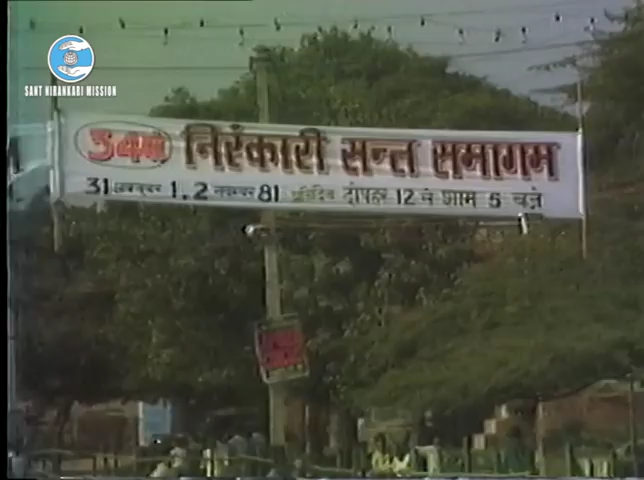 SANT NIRANKARI MISSION
34वां निरंकारी सन्त समागम
31 अक्तूबर 1, 2 नवम्बर 81 प्रतिदिन दोपहर 12 से शाम 5 बजे